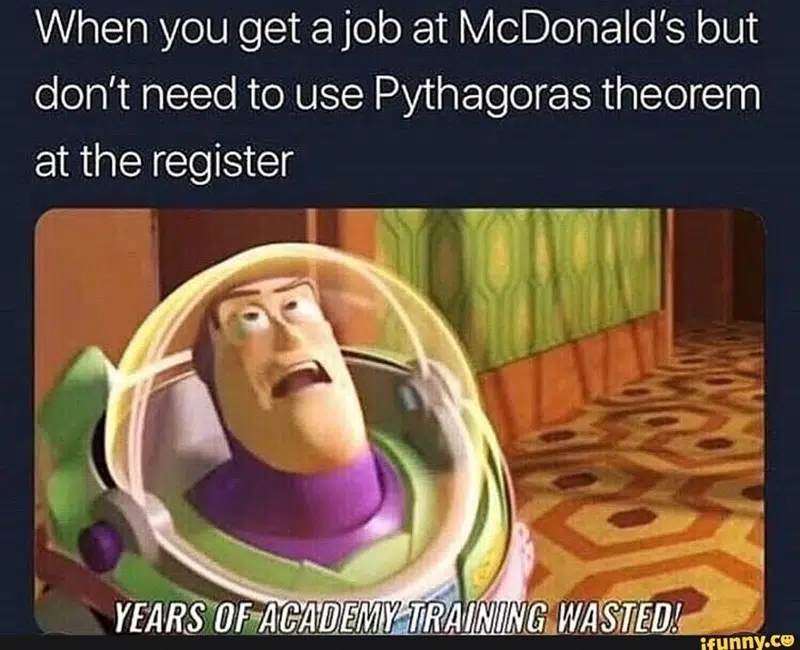 When you get a job at McDonald's but
don't need to use Pythagoras theorem
at the register
YEARS OF ACADEMY TRAINING WASTED!
ifunny.co